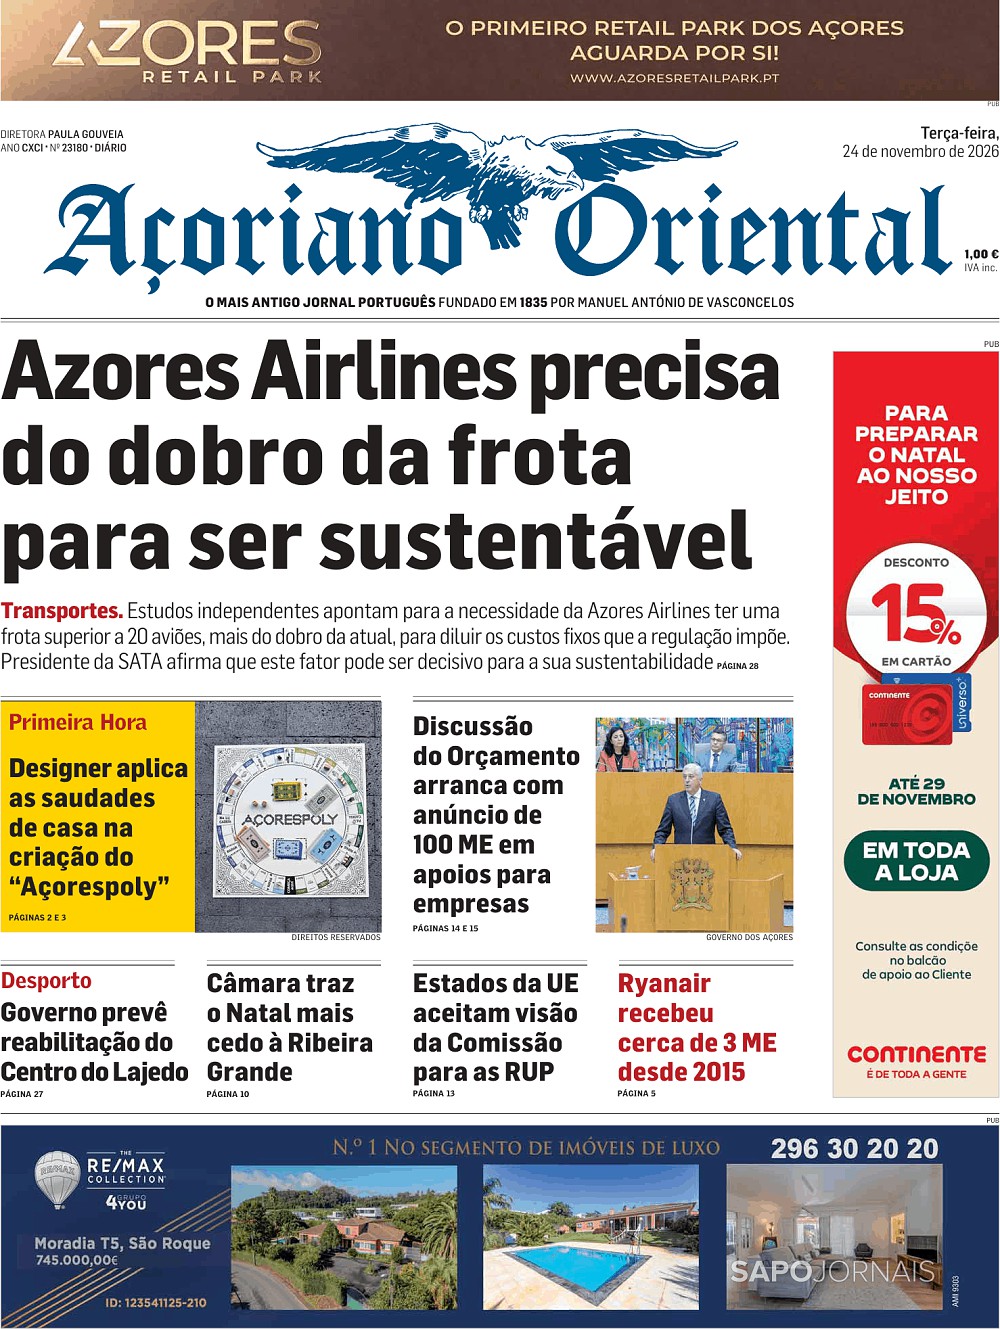 AZORES
RETAIL PARK
O PRIMEIRO RETAIL PARK DOS AÇORES
AGUARDA POR SI!
WWW.AZORESRETAILPARK.PT
PUB
DIRETORA PAULA GOUVEIA
ANO CXCI • Nº 23180 • DIÁRIO
Terça-feira,
24 de novembro de 2026
Açoriano Oriental
1,00 €
IVA inc.
O MAIS ANTIGO JORNAL PORTUGUÊS FUNDADO EM 1835 POR MANUEL ANTÓNIO DE VASCONCELOS
Azores Airlines precisa
do dobro da frota
para ser sustentável
Transportes. Estudos independentes apontam para a necessidade da Azores Airlines ter uma
frota superior a 20 aviões, mais do dobro da atual, para diluir os custos fixos que a regulação impõe.
Presidente da SATA afirma que este fator pode ser decisivo para a sua sustentabilidade PÁGINA 28
Primeira Hora
Designer aplica
as saudades
de casa na
criação do
“Açorespoly”
PÁGINAS 2 E 3
AÇORESPOLY
DIREITOS RESERVADOS
Discussão
do Orçamento
arranca com
anúncio de
100 ME em
apoios para
empresas
PÁGINAS 14 E 15
GOVERNO DOS AÇORES
Desporto
Governo prevê
reabilitação do
Centro do Lajedo
PÁGINA 27
Câmara traz
o Natal mais
cedo à Ribeira
Grande
PÁGINA 10
Estados da UE
aceitam visão
da Comissão
para as RUP
PÁGINA 13
Ryanair
recebeu
cerca de 3 ME
desde 2015
PÁGINA 5
PUB
PARA
PREPARAR
O NATAL
AO NOSSO
JEITO
DESCONTO
15%
EM CARTÃO
CONTINENTE
universo
ATÉ 29
DE NOVEMBRO
EM TODA
A LOJA
Consulte as condiçõe
no balcão
de apoio ao Cliente
CONTINENTE
É DE TODA A GENTE
PUB
RE/MAX
THE
RE/MAX
COLLECTION
GRUPO
4YOU
Moradia T5, São Roque
745.000,00€
ID: 123541125-210
N.º 1 NO SEGMENTO DE IMÓVEIS DE LUXO
296 30 20 20
SAPOJORNAIS
AMI 9303